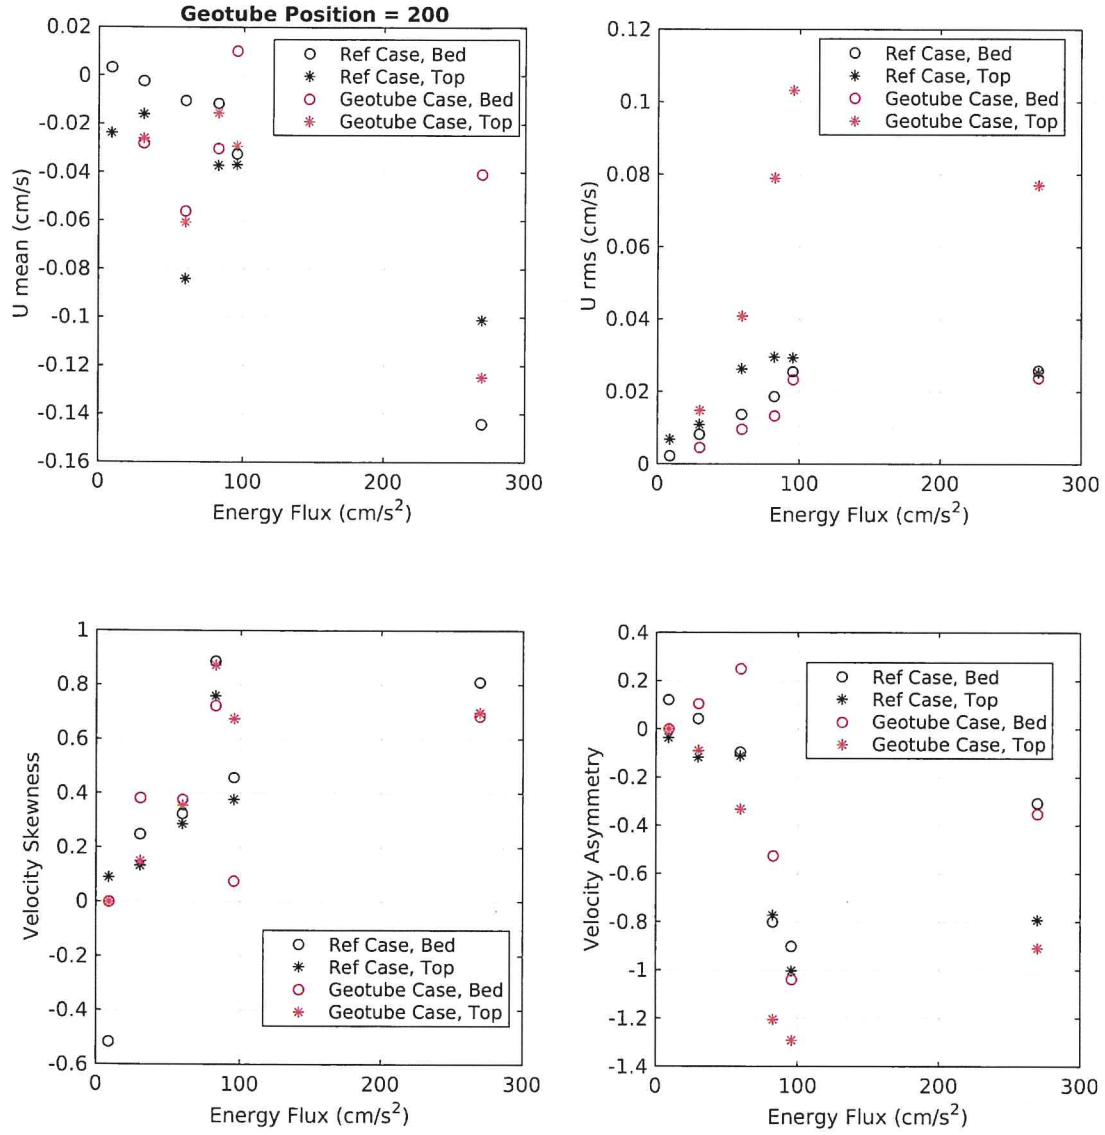 Geotube Position = 200
0.02
0
-0.02
-0.04
-0.06
-0.08
-0.1
-0.12
-0.14
-0.16
U mean (cm/s)
Ref Case, Bed
Ref Case, Top
Geotube Case, Bed
Geotube Case, Top
0
100
200
300
Energy Flux (cm/s²)
0.12
0.1
0.08
0.06
0.04
0.02
0
U rms (cm/s)
Ref Case, Bed
Ref Case, Top
Geotube Case, Bed
Geotube Case, Top
0
100
200
300
Energy Flux (cm/s²)
1
0.8
0.6
0.4
0.2
0
-0.2
-0.4
-0.6
Velocity Skewness
Ref Case, Bed
Ref Case, Top
Geotube Case, Bed
Geotube Case, Top
0
100
200
300
Energy Flux (cm/s²)
0.4
0.2
0
-0.2
-0.4
-0.6
-0.8
-1
-1.2
-1.4
Velocity Asymmetry
Ref Case, Bed
Ref Case, Top
Geotube Case, Bed
Geotube Case, Top
0
100
200
300
Energy Flux (cm/s²)